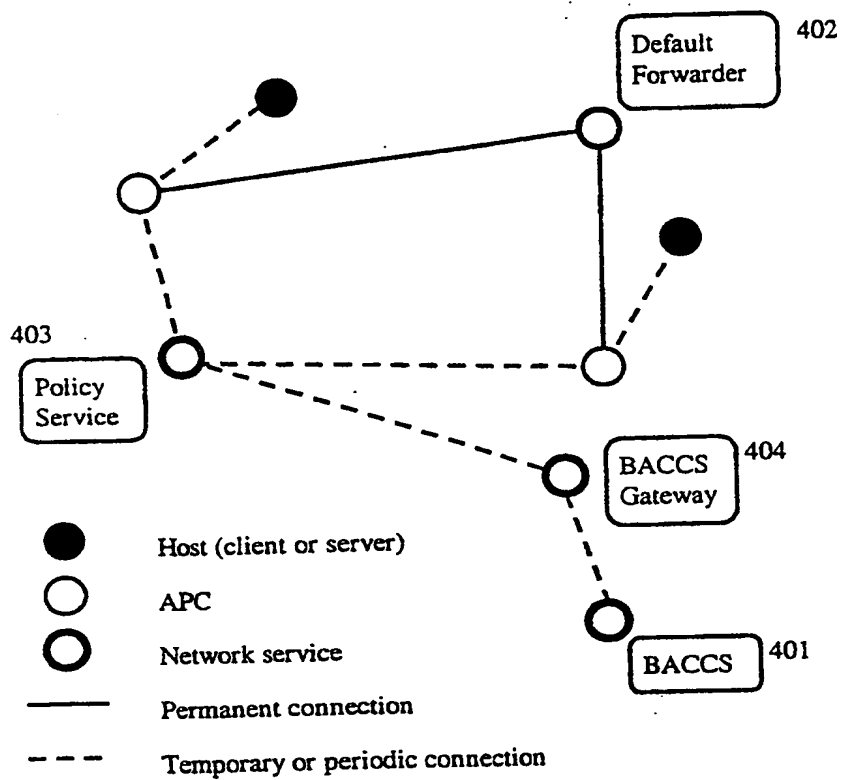 402
Default
Forwarder
403
Policy
Service
BACCS
Gateway
404
Host (client or server)
APC
Network service
BACCS
401
Permanent connection
Temporary or periodic connection